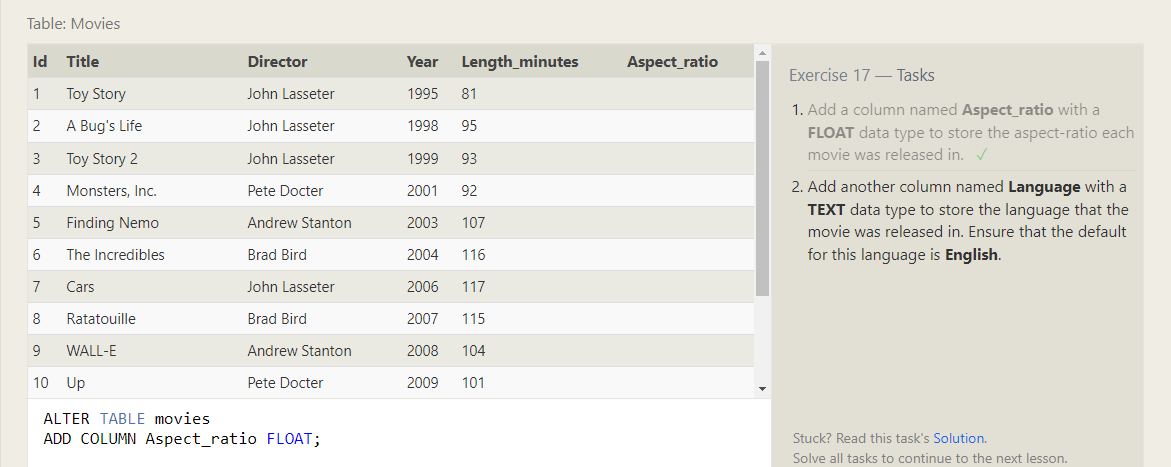 Table: Movies
Id Title Director Year Length_minutes Aspect_ratio
1 Toy Story John Lasseter 1995 81
2 A Bug's Life John Lasseter 1998 95
3 Toy Story 2 John Lasseter 1999 93
4 Monsters, Inc. Pete Docter 2001 92
5 Finding Nemo Andrew Stanton 2003 107
6 The Incredibles Brad Bird 2004 116
7 Cars John Lasseter 2006 117
8 Ratatouille Brad Bird 2007 115
9 WALL-E Andrew Stanton 2008 104
10 Up Pete Docter 2009 101
ALTER TABLE movies
ADD COLUMN Aspect_ratio FLOAT;
Exercise 17 — Tasks
1. Add a column named Aspect_ratio with a
FLOAT data type to store the aspect-ratio each
movie was released in. ✓
2. Add another column named Language with a
TEXT data type to store the language that the
movie was released in. Ensure that the default
for this language is English.
Stuck? Read this task's Solution.
Solve all tasks to continue to the next lesson.